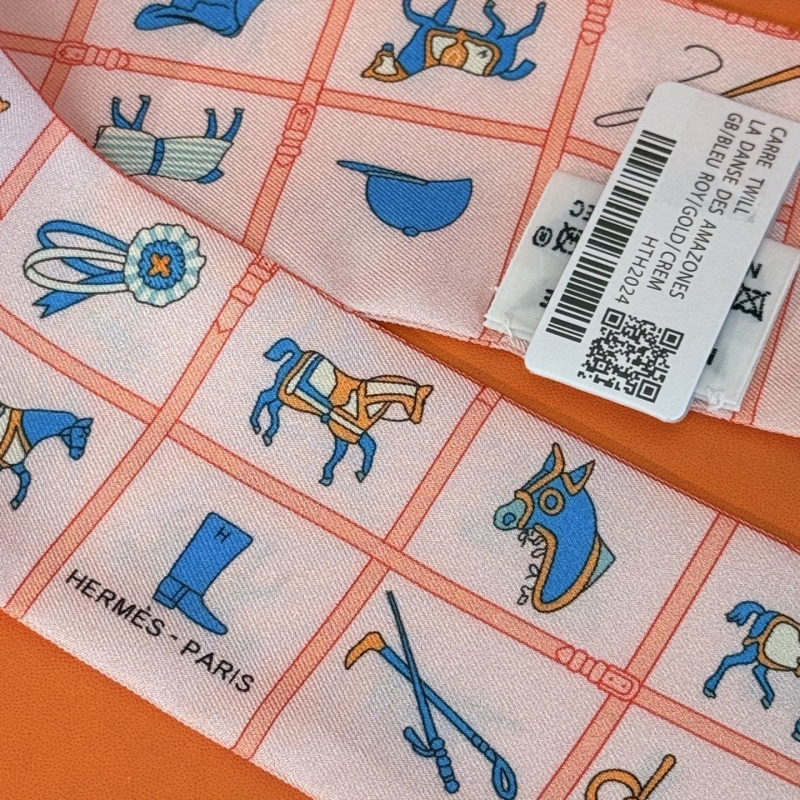 CARRE TWILL
LA DANSE DES AMAZONES
GB/BLEU ROY/GOLD/CREM
HTH2024
H
HERMÈS - PARIS